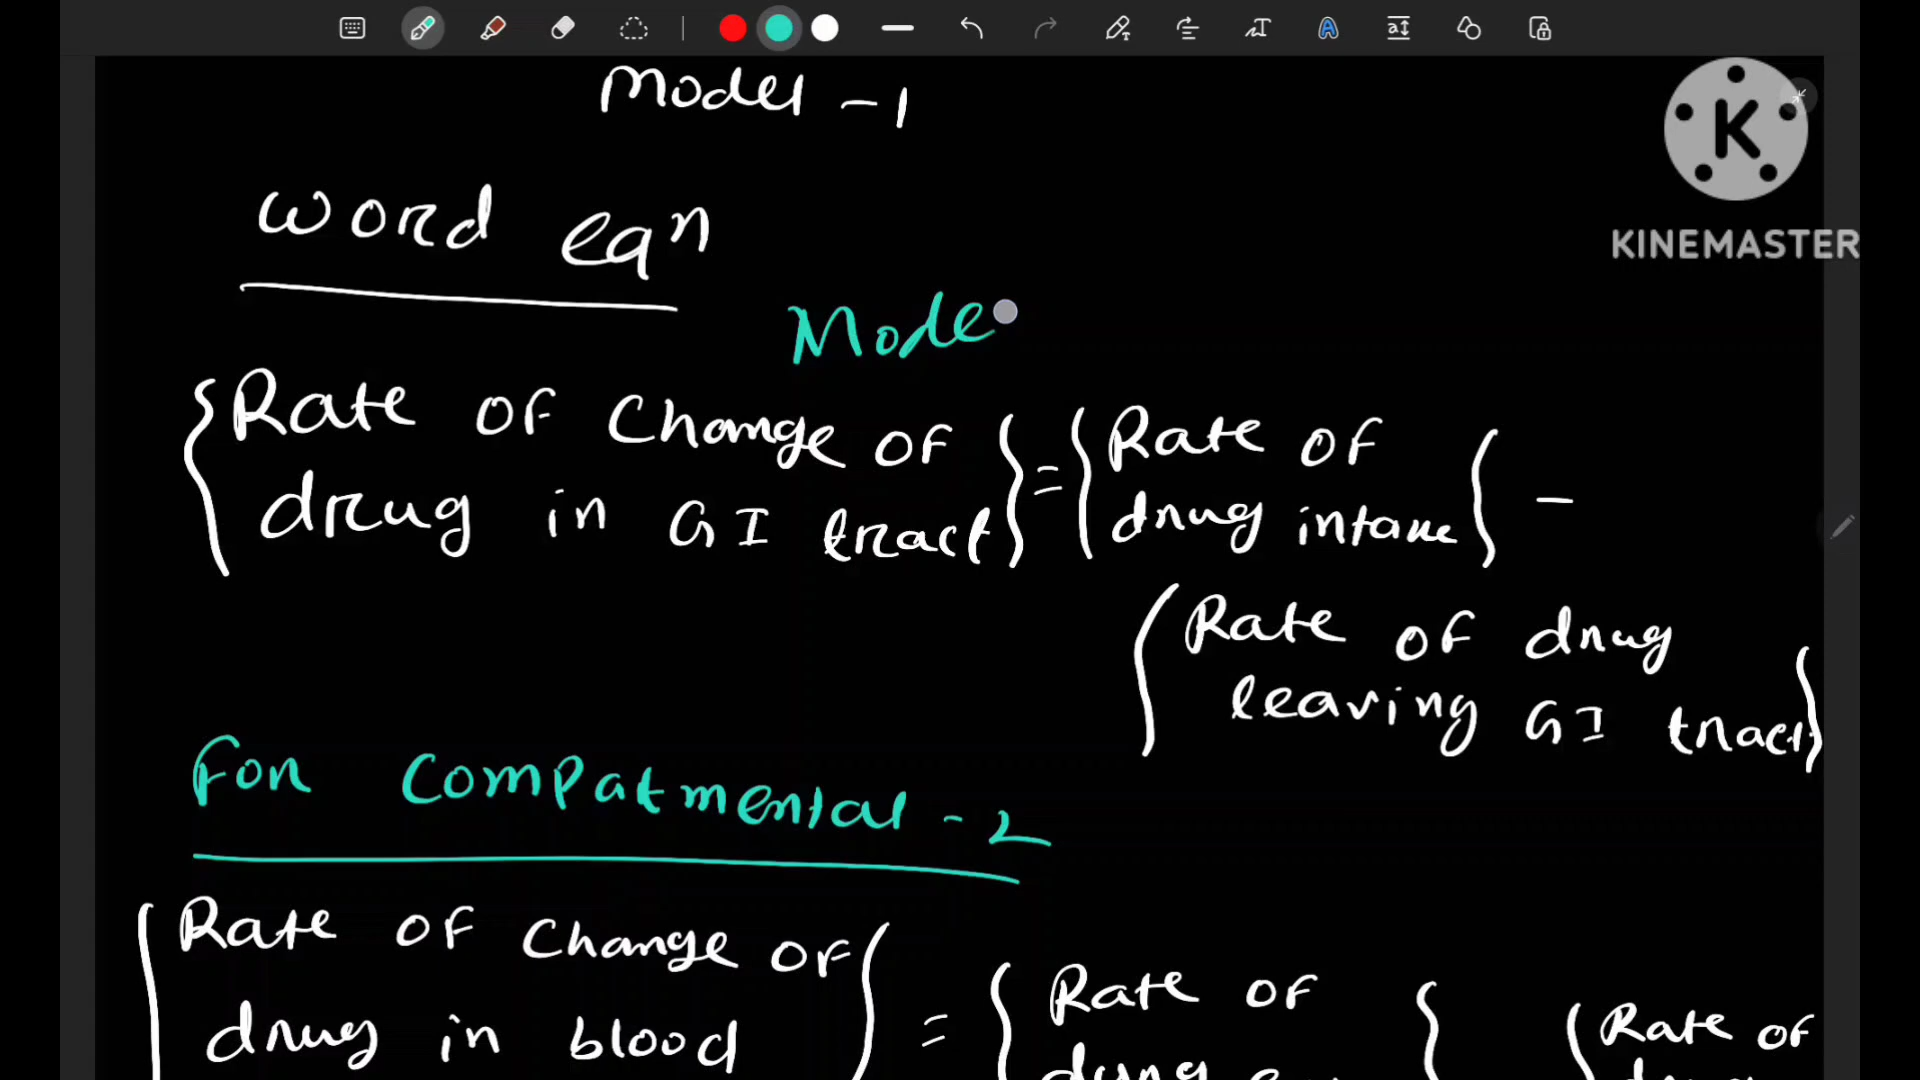 Model - 1
K
KINEMASTER
word eqn
Mode
{Rate of Change of
drug in GI tract} = {Rate of
drug intake} -
{Rate of drug
leaving GI tract}
For Compatmental - 2
{Rate of Change of
drug in blood
} = {Rate of
} {Rate of